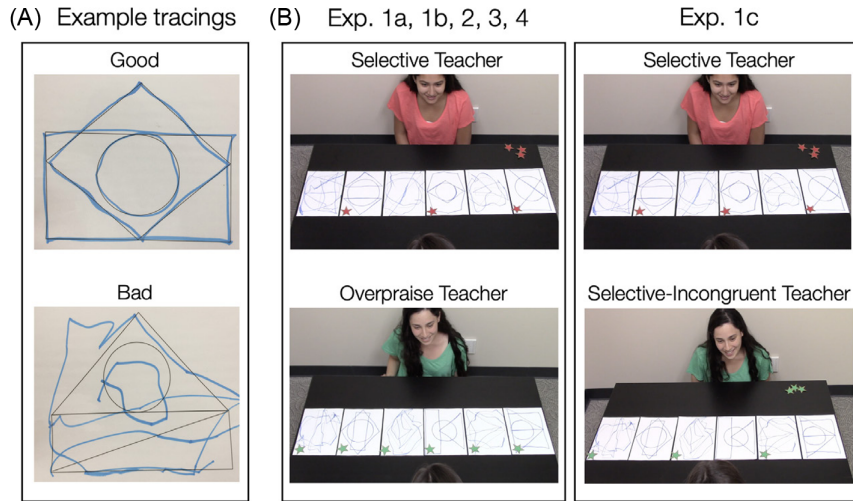 (A) Example tracings
Good
Bad
(B) Exp. 1a, 1b, 2, 3, 4
Selective Teacher
Overpraise Teacher
Exp. 1c
Selective Teacher
Selective-Incongruent Teacher